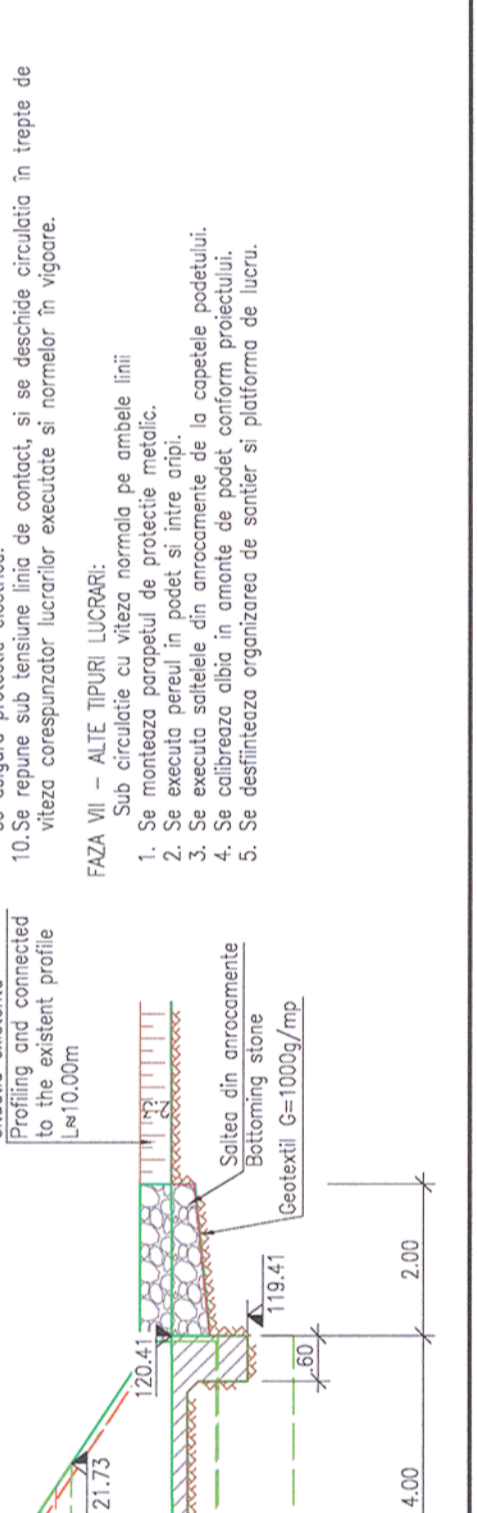 10.Se repune sub tensiune linia de contact, si se deschide circulatia în trepte de
viteza corespunzator lucrarilor executate si normelor în vigoare.
FAZA VII – ALTE TIPURI LUCRARI:
Sub circulatie cu viteza normala pe ambele linii
1. Se monteaza parapetul de protectie metalic.
2. Se executa pereul in podet si intre aripi.
3. Se executa saltelele din anrocamente de la capetele podetului.
4. Se calibreaza albia in amonte de podet conform proiectului.
5. Se desfiinteaza organizarea de santier si platforma de lucru.
Profiling and connected
to the existent profile
L≈10.00m
Saltea din anrocamente
Bottoming stone
Geotextil G=1000g/mp
21.73
120.41
119.41
.60
4.00
2.00